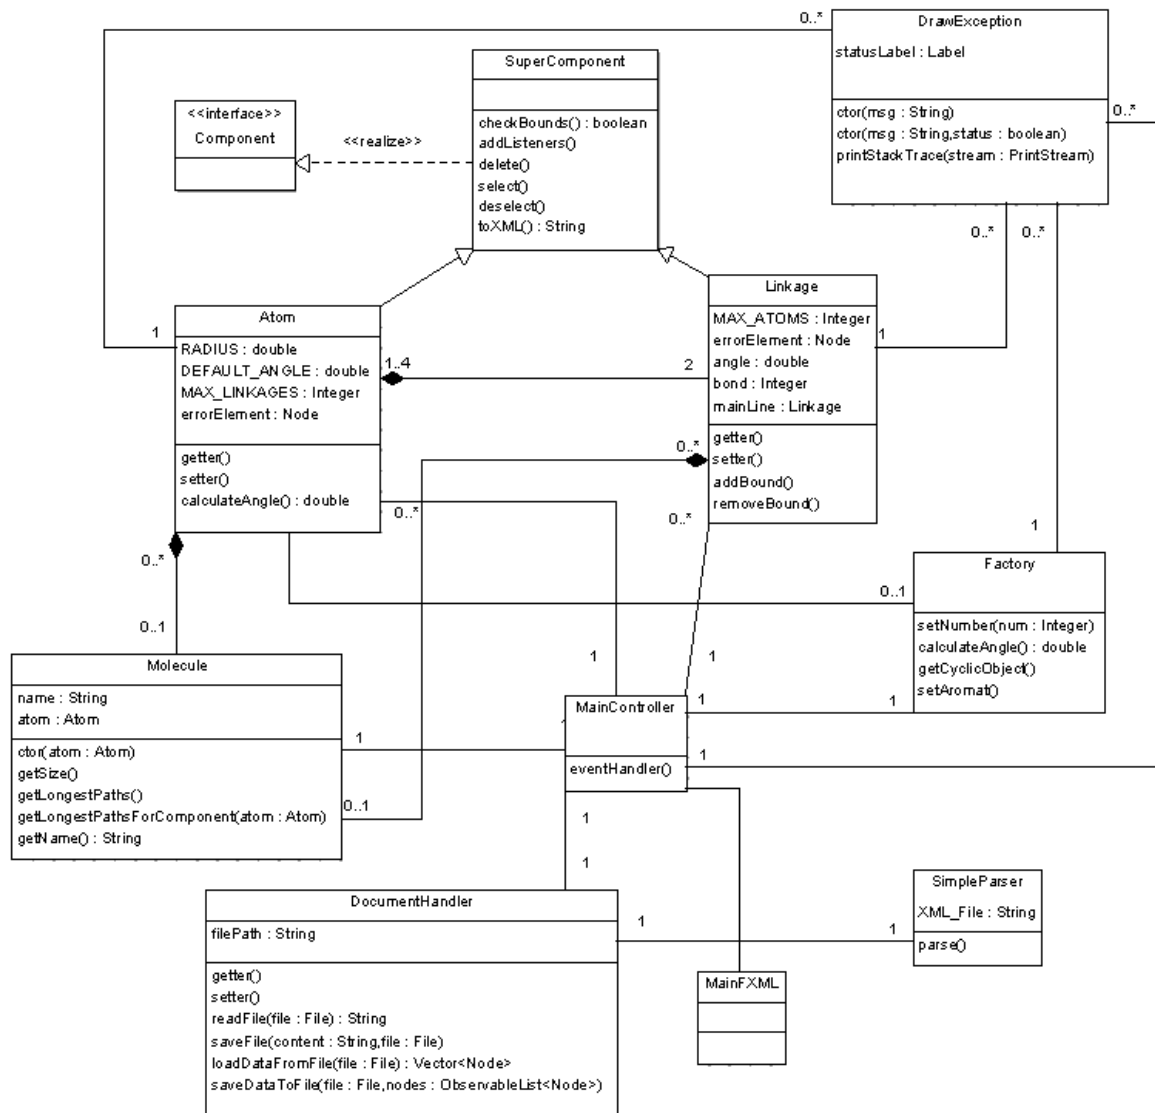 0..*
DrawException
statusLabel : Label
ctor(msg : String)
ctor(msg : String,status : boolean)
printStackTrace(stream : PrintStream)
0..*
0..*
0..*
SuperComponent
checkBounds() : boolean
addListeners()
delete()
select()
deselect()
toXML() : String
<<interface>>
Component
<<realize>>
Atom
RADIUS : double
DEFAULT_ANGLE : double
MAX_LINKAGES : Integer
errorElement : Node
getter()
setter()
calculateAngle() : double
1
1..4
2
Linkage
MAX_ATOMS : Integer
errorElement : Node
angle : double
bond : Integer
mainLine : Linkage
getter()
setter()
addBound()
removeBound()
1
0..*
0..*
0..*
0..*
0..1
1
Factory
setNumber(num : Integer)
calculateAngle() : double
getCyclicObject()
setAromat()
0..1
1
1
Molecule
name : String
atom : Atom
ctor(atom : Atom)
getSize()
getLongestPaths()
getLongestPathsForComponent(atom : Atom)
getName() : String
1
0..1
MainController
eventHandler()
1
1
1
1
1
DocumentHandler
filePath : String
getter()
setter()
readFile(file : File) : String
saveFile(content : String,file : File)
loadDataFromFile(file : File) : Vector<Node>
saveDataToFile(file : File,nodes : ObservableList<Node>)
1
1
SimpleParser
XML_File : String
parse()
MainFXML